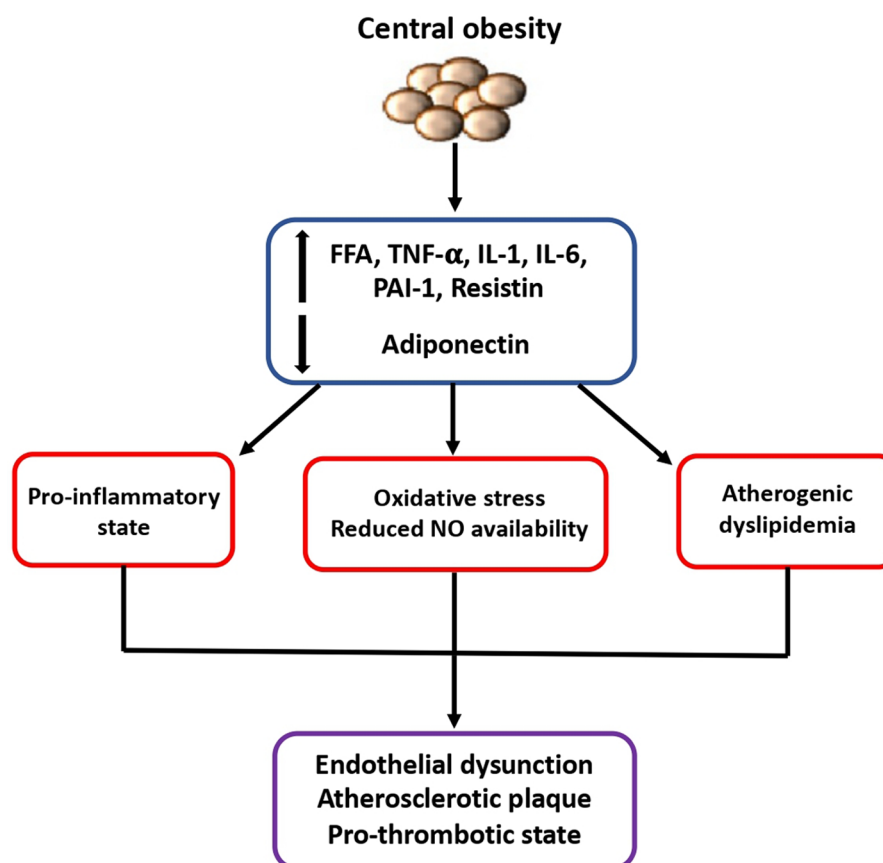 Central obesity
FFA, TNF-α, IL-1, IL-6,
PAI-1, Resistin
Adiponectin
Pro-inflammatory
state
Oxidative stress
Reduced NO availability
Atherogenic
dyslipidemia
Endothelial dysunction
Atherosclerotic plaque
Pro-thrombotic state